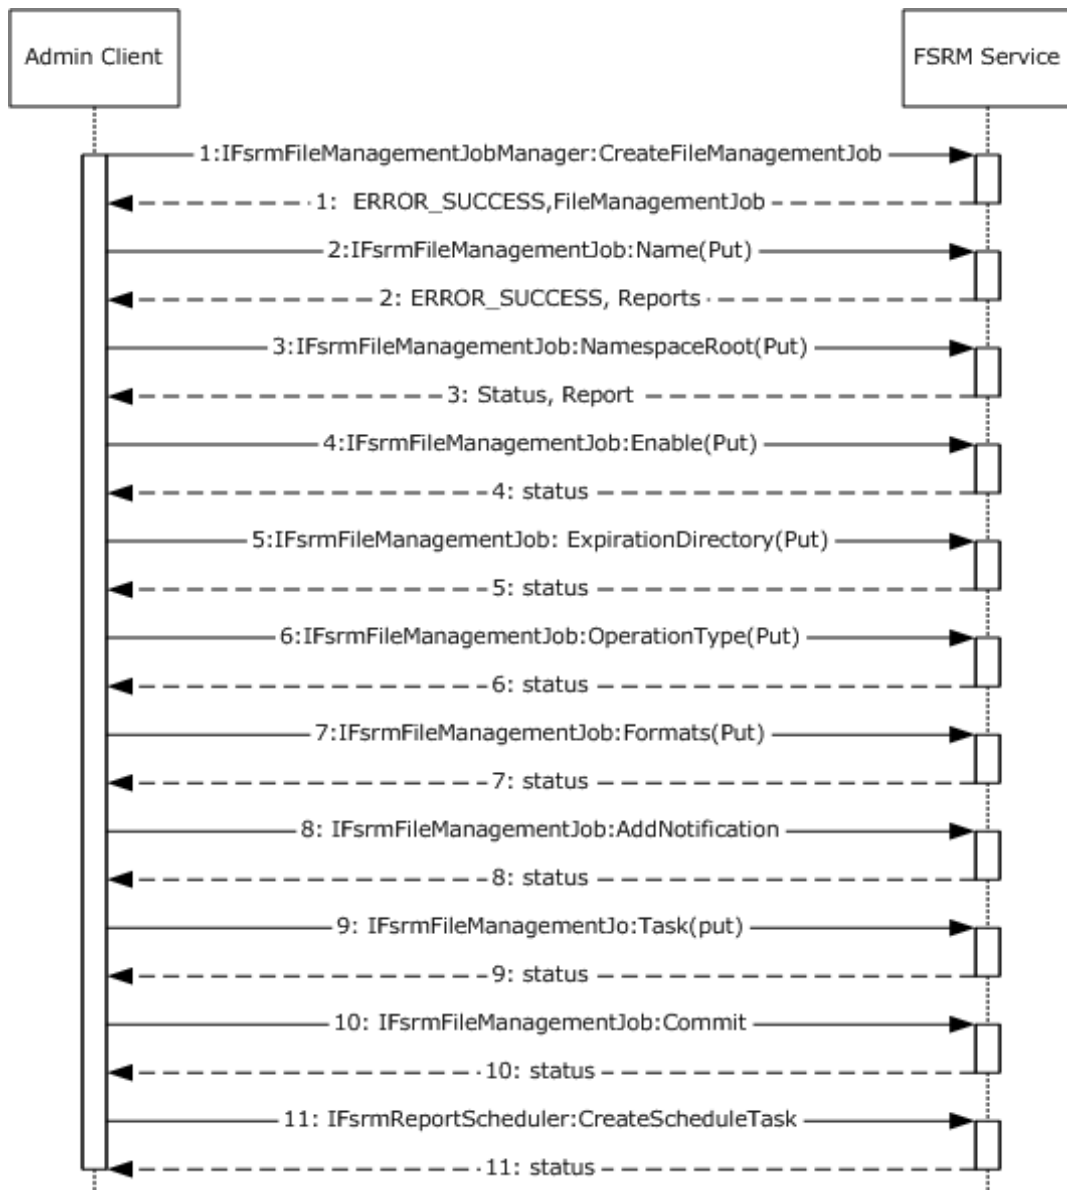 Admin Client
FSRM Service
1:IFsrmFileManagementJobManager:CreateFileManagementJob
1:  ERROR_SUCCESS,FileManagementJob
2:IFsrmFileManagementJob:Name(Put)
2: ERROR_SUCCESS, Reports
3:IFsrmFileManagementJob:NamespaceRoot(Put)
3: Status, Report
4:IFsrmFileManagementJob:Enable(Put)
4: status
5:IFsrmFileManagementJob: ExpirationDirectory(Put)
5: status
6:IFsrmFileManagementJob:OperationType(Put)
6: status
7:IFsrmFileManagementJob:Formats(Put)
7: status
8: IFsrmFileManagementJob:AddNotification
8: status
9: IFsrmFileManagementJo:Task(put)
9: status
10: IFsrmFileManagementJob:Commit
10: status
11: IFsrmReportScheduler:CreateScheduleTask
11: status